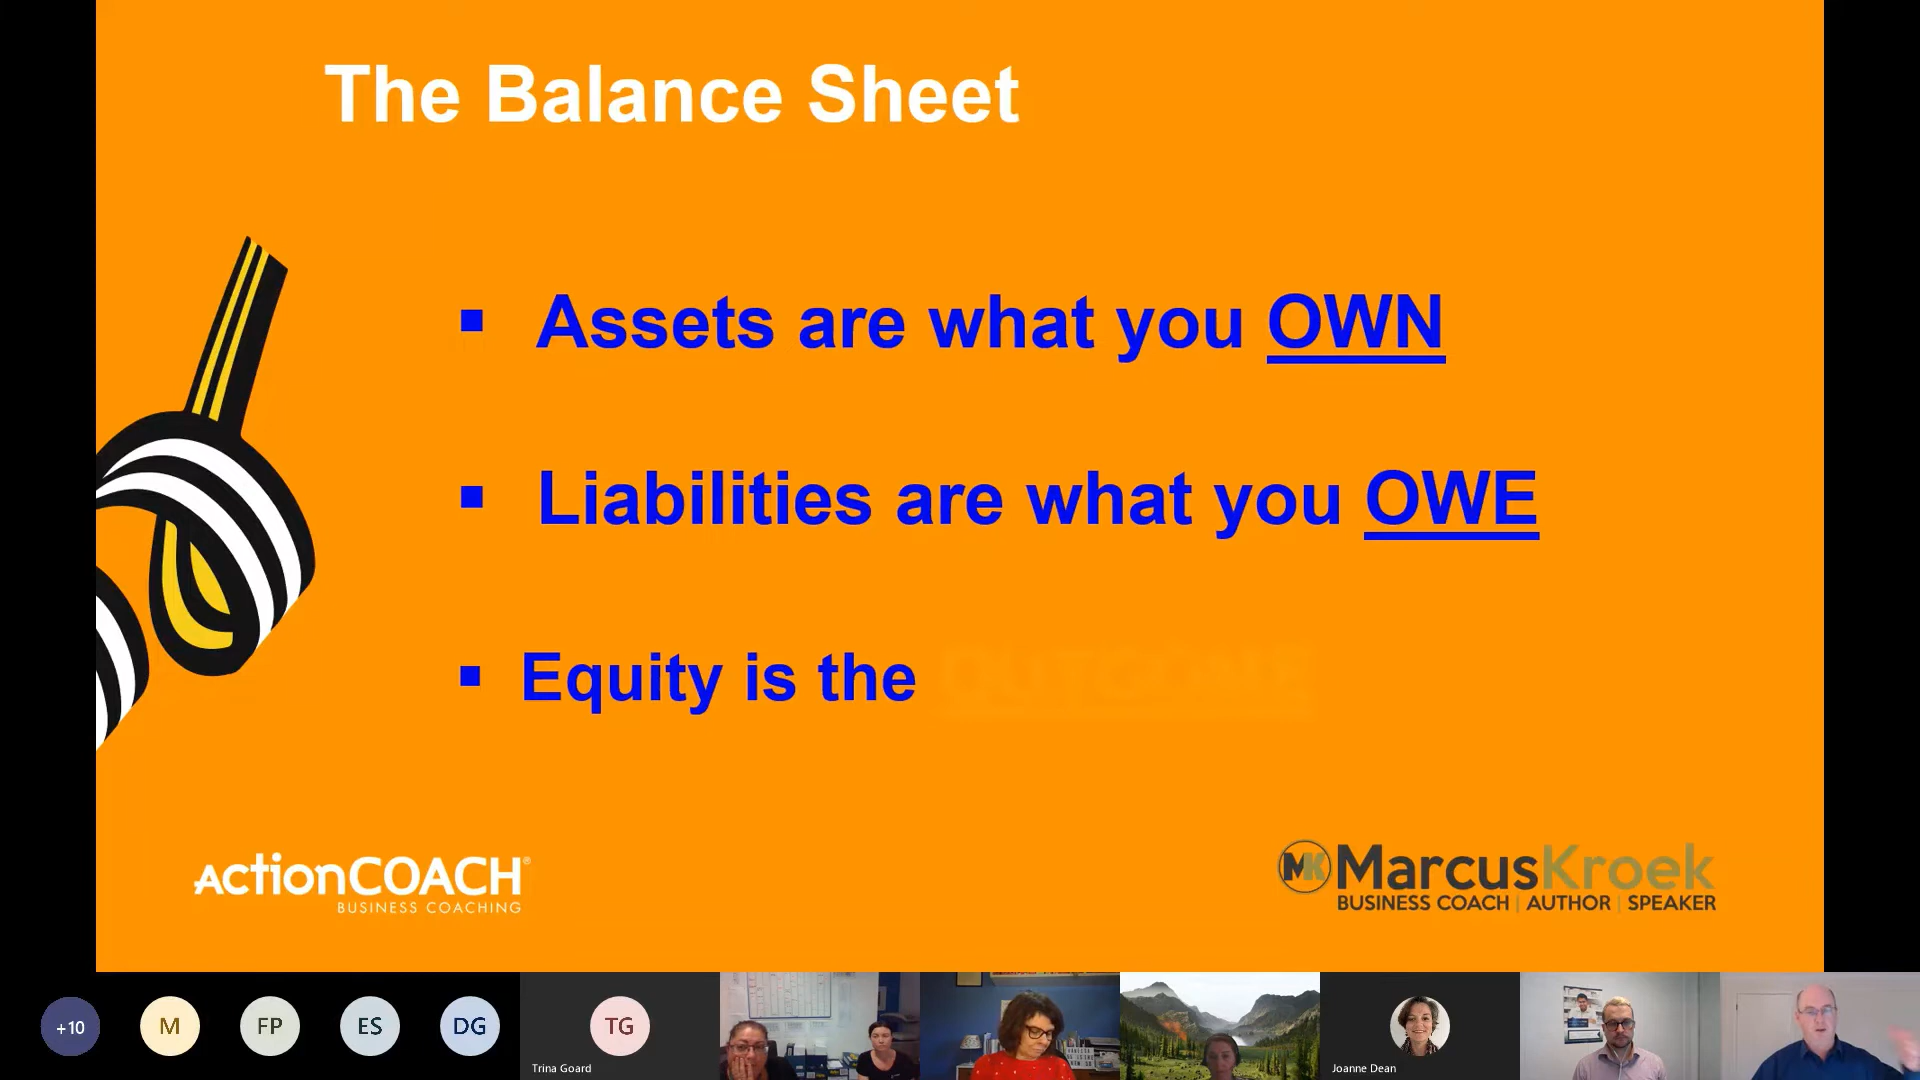 The Balance Sheet
▪ Assets are what you OWN
▪ Liabilities are what you OWE
▪ Equity is the
ActionCOACH®
BUSINESS COACHING
MK MarcusKroek
BUSINESS COACH | AUTHOR | SPEAKER
+10
M
FP
ES
DG
TG
Trina Goard
Joanne Dean